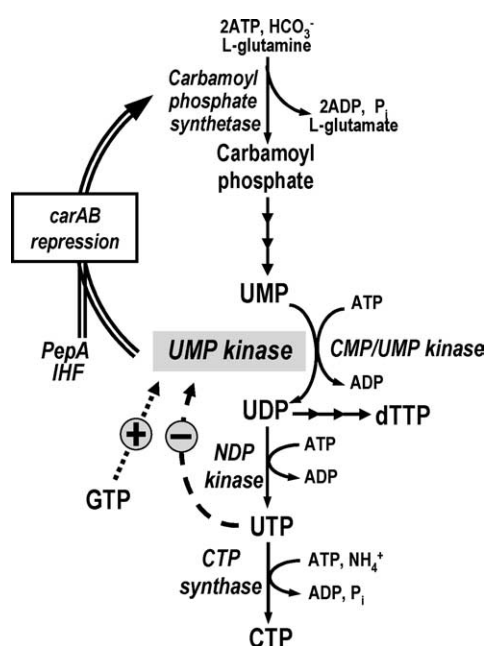 2ATP, HCO₃⁻
L-glutamine
Carbamoyl
phosphate
synthetase
2ADP, Pᵢ
L-glutamate
Carbamoyl
phosphate
carAB
repression
UMP
ATP
PepA
IHF
UMP kinase
CMP/UMP kinase
ADP
UDP
dTTP
+
−
GTP
NDP
kinase
ATP
ADP
UTP
CTP
synthase
ATP, NH₄⁺
ADP, Pᵢ
CTP